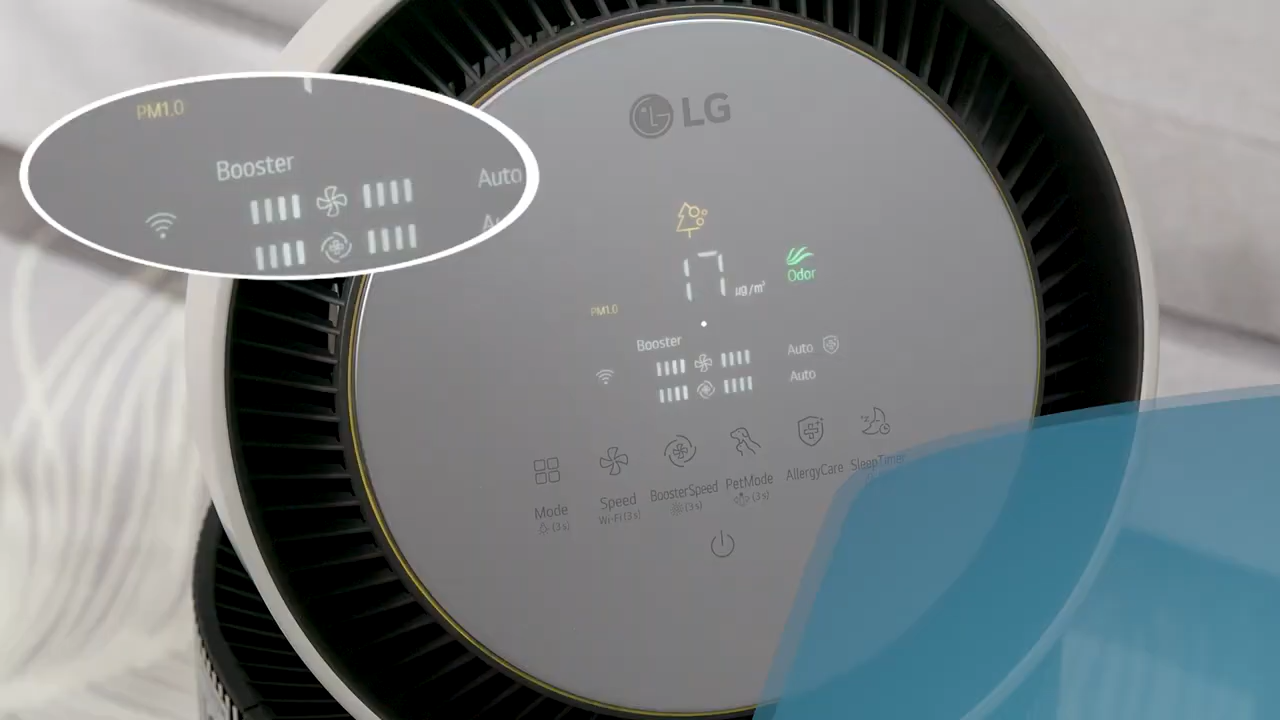 PM1.0
Booster
Auto
LG
17
µg/m³
Odor
PM1.0
Booster
Auto
Auto
Mode
(3s)
Speed
Wi-Fi (3s)
BoosterSpeed
(3s)
PetMode
(3s)
AllergyCare
SleepTimer